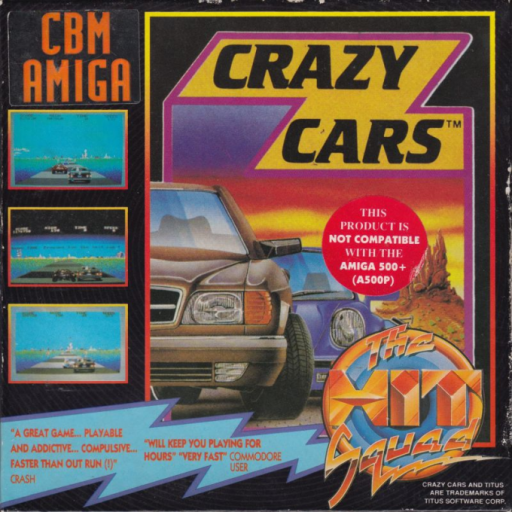 CBM
AMIGA
CRAZY
CARS™
THIS
PRODUCT IS
NOT COMPATIBLE
WITH THE
AMIGA 500+
(A500P)
The
HIT
Squad
"A GREAT GAME... PLAYABLE
AND ADDICTIVE... COMPULSIVE...
FASTER THAN OUT RUN (!)"
CRASH
"WILL KEEP YOU PLAYING FOR
HOURS" "VERY FAST" COMMODORE
USER
CRAZY CARS AND TITUS
ARE TRADEMARKS OF
TITUS SOFTWARE CORP.